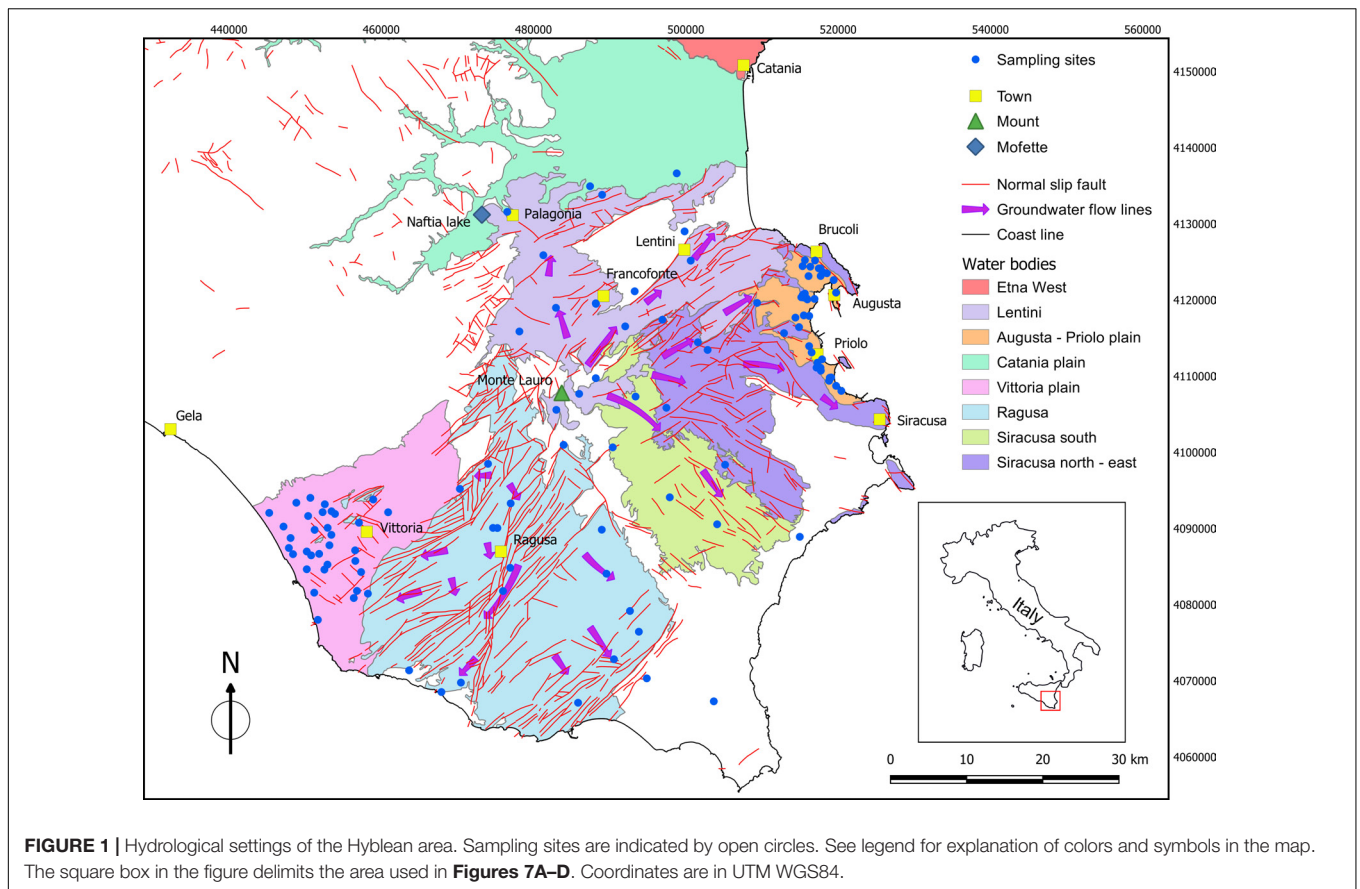 440000 460000 480000 500000 520000 540000 560000
4150000
4140000
4130000
4120000
4110000
4100000
4090000
4080000
4070000
4060000
Catania
Palagonia
Naftia lake
Lentini
Brucoli
Francofonte
Augusta
Priolo
Monte Lauro
Gela
Siracusa
Vittoria
Ragusa
Sampling sites
Town
Mount
Mofette
Normal slip fault
Groundwater flow lines
Coast line
Water bodies
Etna West
Lentini
Augusta - Priolo plain
Catania plain
Vittoria plain
Ragusa
Siracusa south
Siracusa north - east
Italy
N
0 10 20 30 km
FIGURE 1 | Hydrological settings of the Hyblean area. Sampling sites are indicated by open circles. See legend for explanation of colors and symbols in the map.
The square box in the figure delimits the area used in Figures 7A–D. Coordinates are in UTM WGS84.